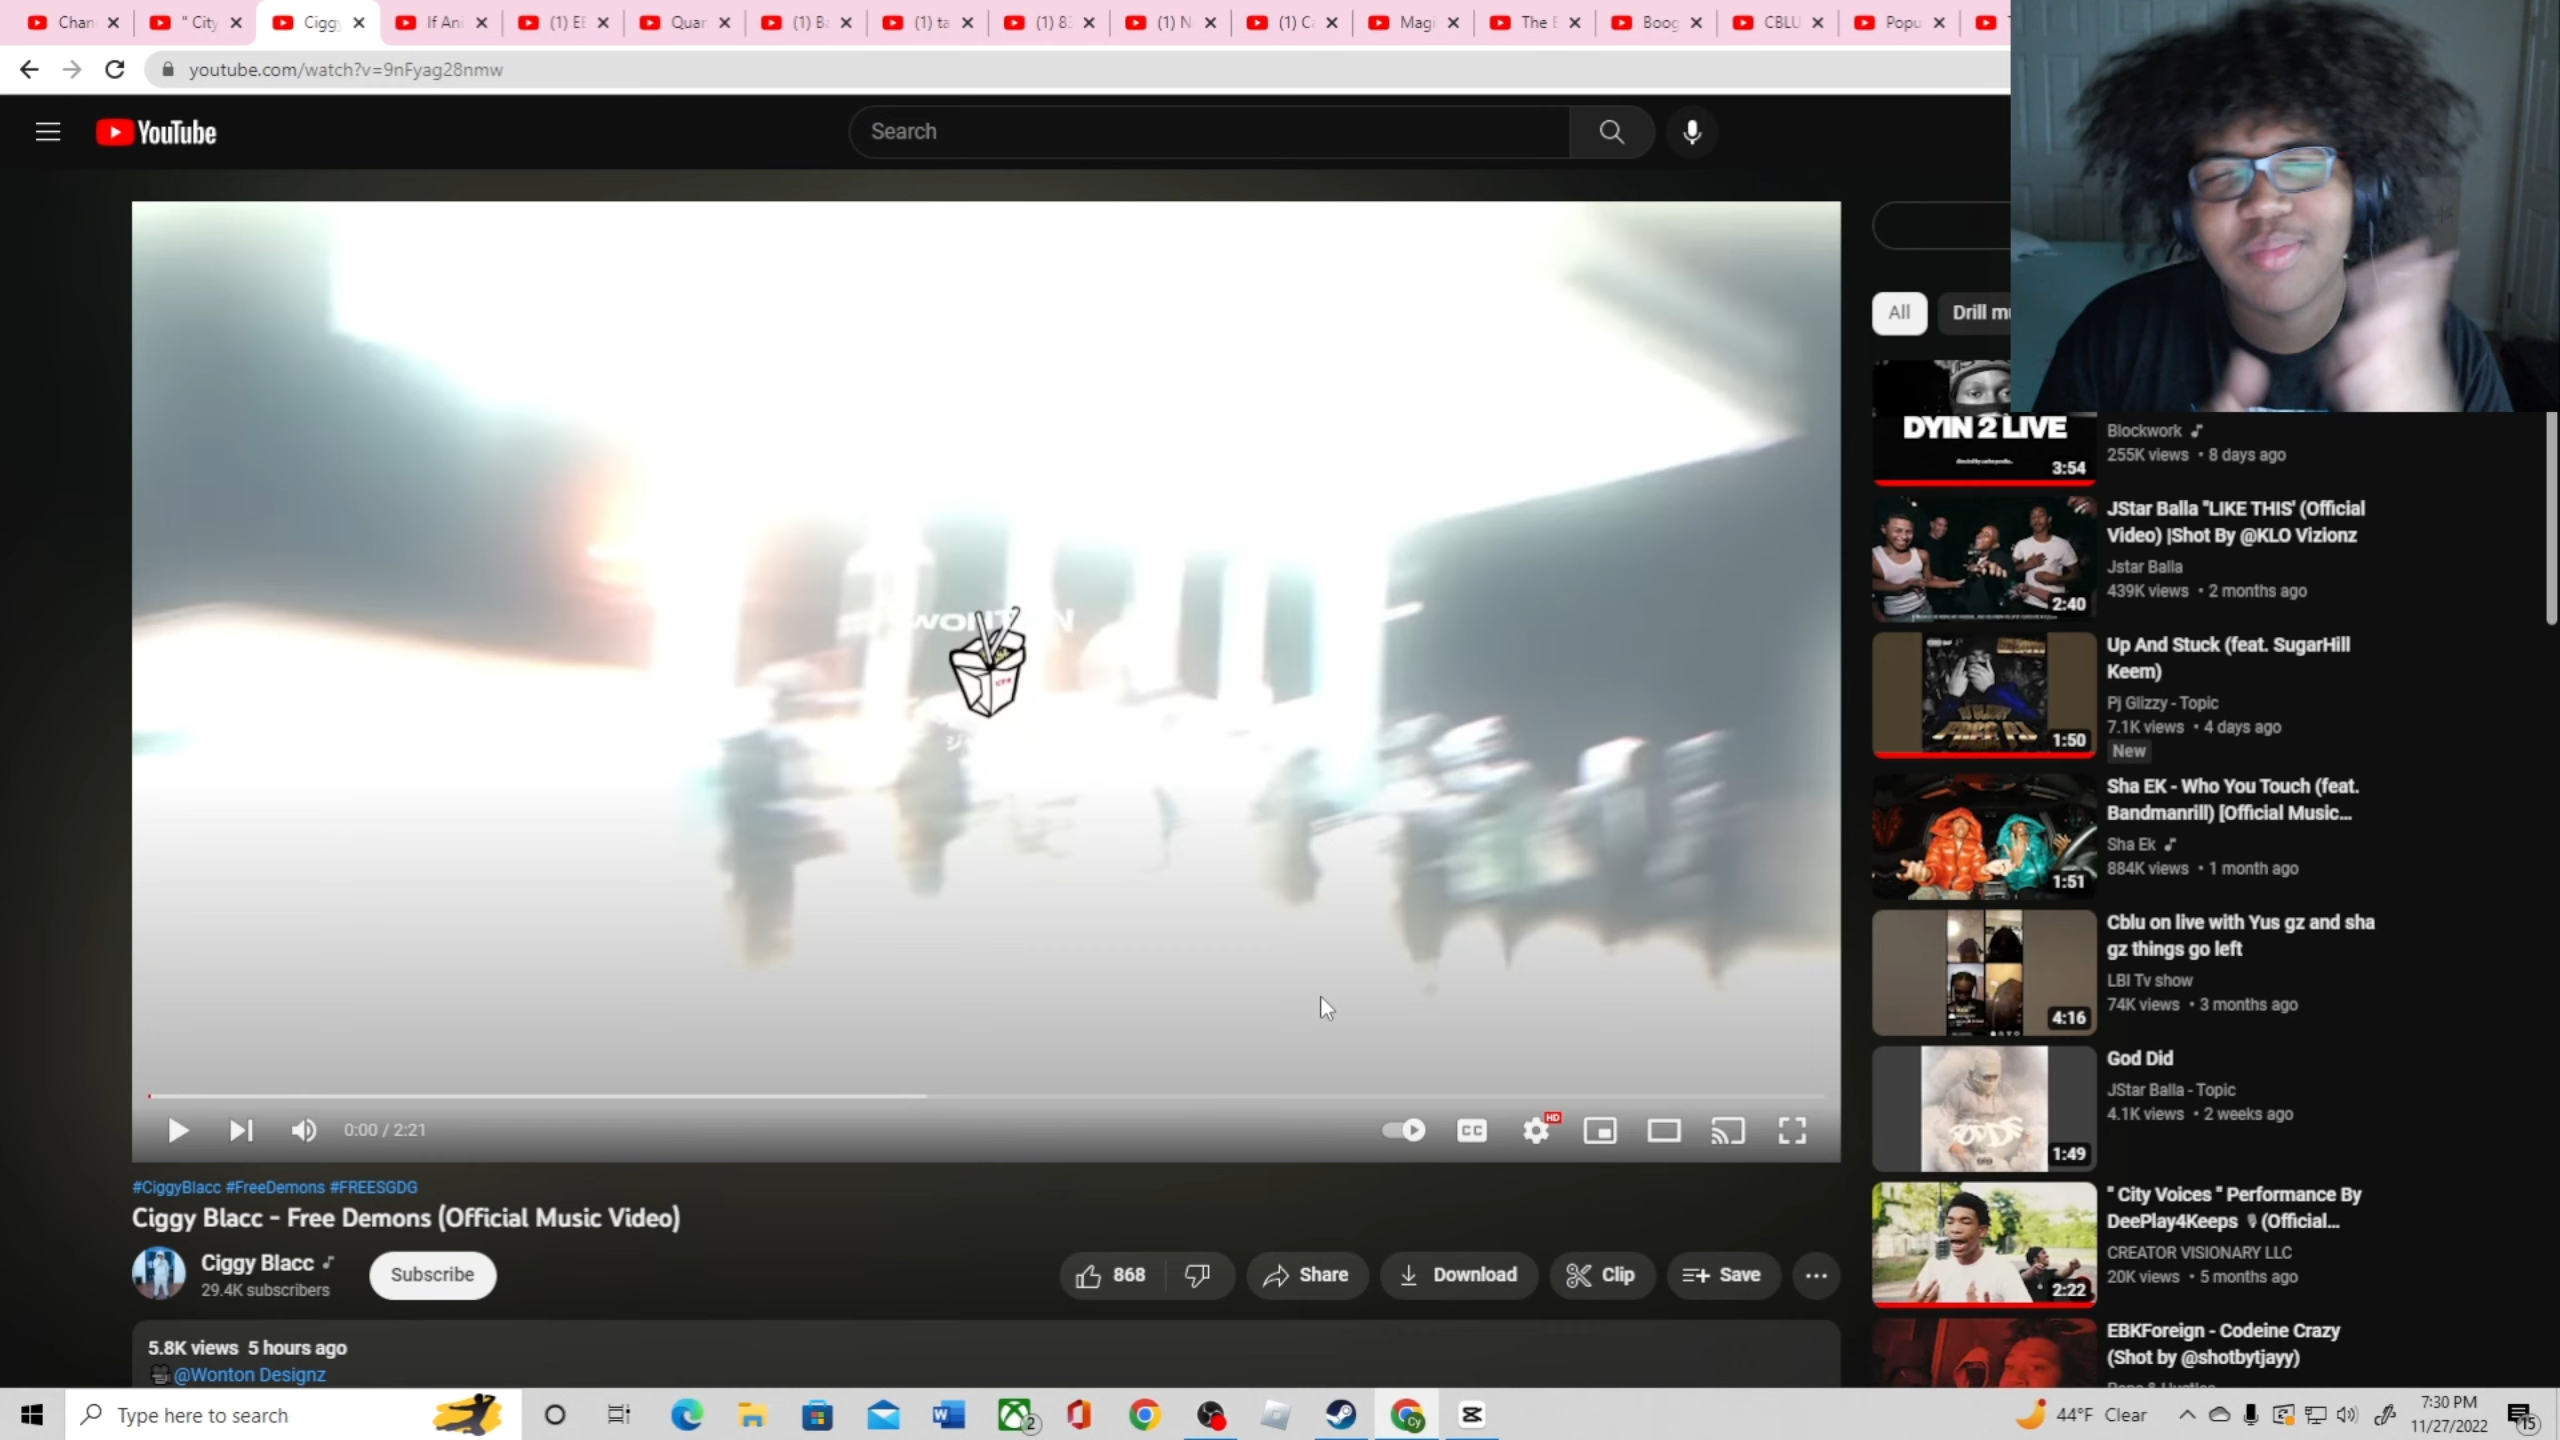 Chan
" City
Ciggy
If Ani
(1) EE
Quar
(1) Ba
(1) ta
(1) 8:
(1) N
(1) C
Magi
The E
Boog
CBLU
Popu
youtube.com/watch?v=9nFyag28nmw
YouTube
Search
All
Drill mu
WONT N
DYIN 2 LIVE
3:54
Blockwork
255K views • 8 days ago
JStar Balla "LIKE THIS' (Official
Video) |Shot By @KLO Vizionz
Jstar Balla
439K views • 2 months ago
2:40
Up And Stuck (feat. SugarHill
Keem)
Pj Glizzy - Topic
7.1K views • 4 days ago
New
1:50
Sha EK - Who You Touch (feat.
Bandmanrill) [Official Music...
Sha Ek
884K views • 1 month ago
1:51
Cblu on live with Yus gz and sha
gz things go left
LBI Tv show
74K views • 3 months ago
4:16
God Did
JStar Balla - Topic
4.1K views • 2 weeks ago
1:49
" City Voices " Performance By
DeePlay4Keeps 🎙(Official...
CREATOR VISIONARY LLC
20K views • 5 months ago
2:22
EBKForeign - Codeine Crazy
(Shot by @shotbytjayy)
0:00 / 2:21
CC
HD
#CiggyBlacc #FreeDemons #FREESGDG
Ciggy Blacc - Free Demons (Official Music Video)
Ciggy Blacc
29.4K subscribers
Subscribe
868
Share
Download
Clip
Save
5.8K views 5 hours ago
@Wonton Designz
Type here to search
2
Cy
44°F Clear
7:30 PM
11/27/2022
15